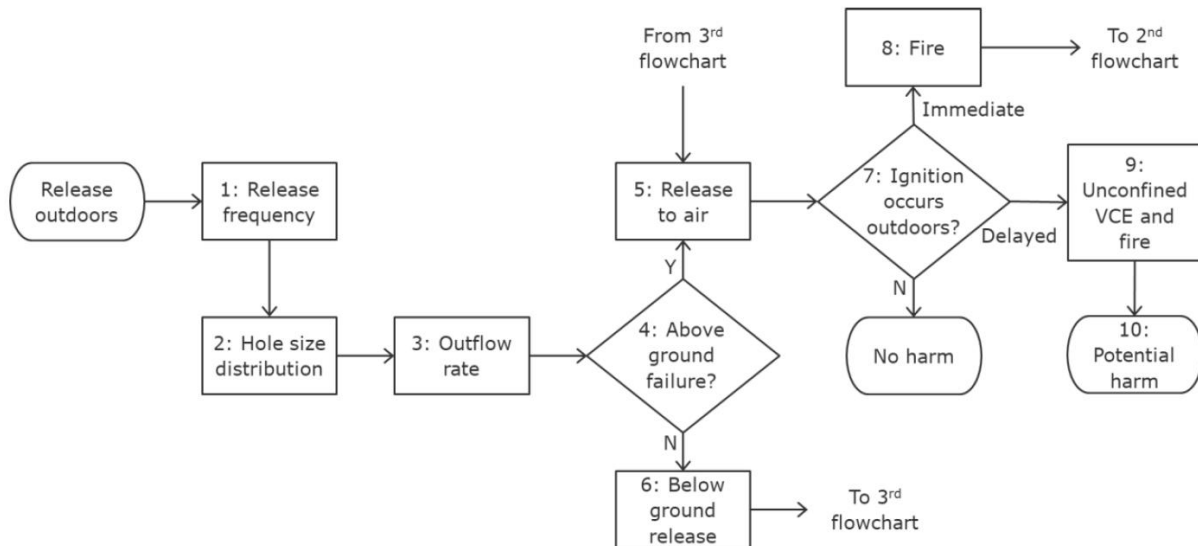 Release
outdoors
1: Release
frequency
2: Hole size
distribution
3: Outflow
rate
4: Above
ground
failure?
Y
N
5: Release
to air
From 3rd
flowchart
6: Below
ground
release
To 3rd
flowchart
7: Ignition
occurs
outdoors?
Immediate
Delayed
N
8: Fire
To 2nd
flowchart
9:
Unconfined
VCE and
fire
No harm
10:
Potential
harm